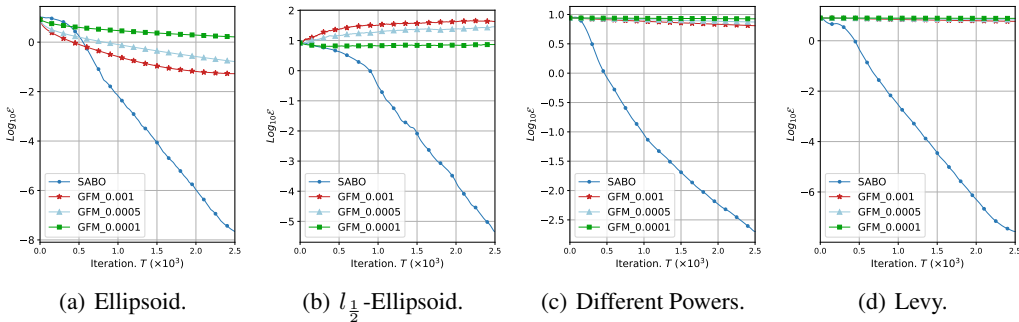 Log₁₀ℰ
0
−2
−4
−6
−8
0.0 0.5 1.0 1.5 2.0 2.5
Iteration. T (×10³)
SABO
GFM_0.001
GFM_0.0005
GFM_0.0001
(a) Ellipsoid.
Log₁₀ℰ
2
1
0
−1
−2
−3
−4
−5
0.0 0.5 1.0 1.5 2.0 2.5
Iteration. T (×10³)
SABO
GFM_0.001
GFM_0.0005
GFM_0.0001
(b) l_{1/2}-Ellipsoid.
Log₁₀ℰ
1.0
0.5
0.0
−0.5
−1.0
−1.5
−2.0
−2.5
0.0 0.5 1.0 1.5 2.0 2.5
Iteration. T (×10³)
SABO
GFM_0.001
GFM_0.0005
GFM_0.0001
(c) Different Powers.
Log₁₀ℰ
0
−2
−4
−6
0.0 0.5 1.0 1.5 2.0 2.5
Iteration. T (×10³)
SABO
GFM_0.001
GFM_0.0005
GFM_0.0001
(d) Levy.